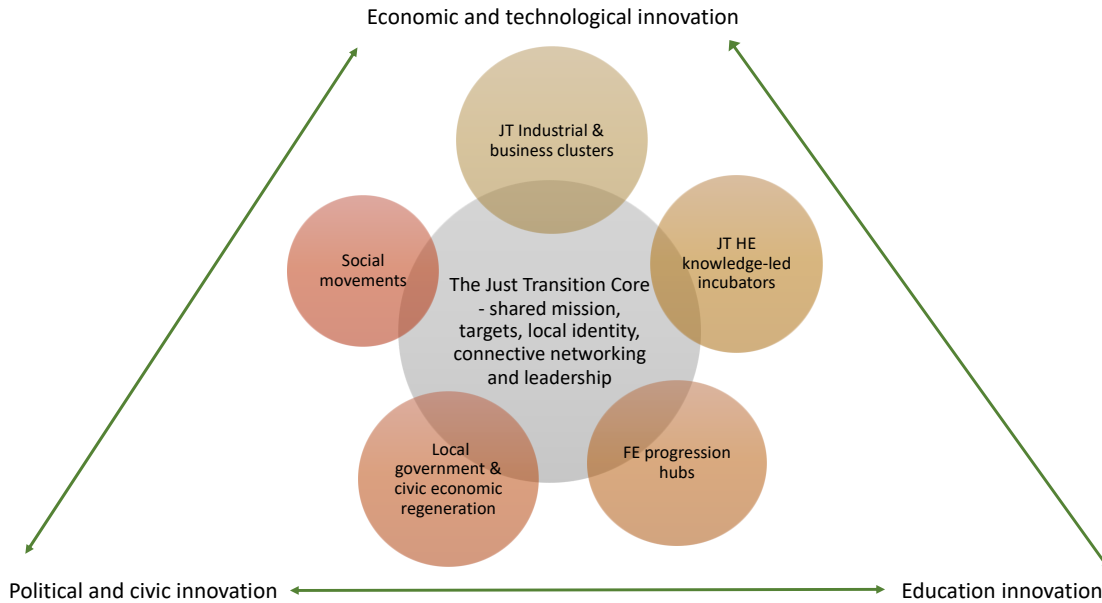 Economic and technological innovation
JT Industrial &
business clusters
JT HE
knowledge-led
incubators
Social
movements
The Just Transition Core
- shared mission,
targets, local identity,
connective networking
and leadership
Local
government &
civic economic
regeneration
FE progression
hubs
Political and civic innovation
Education innovation